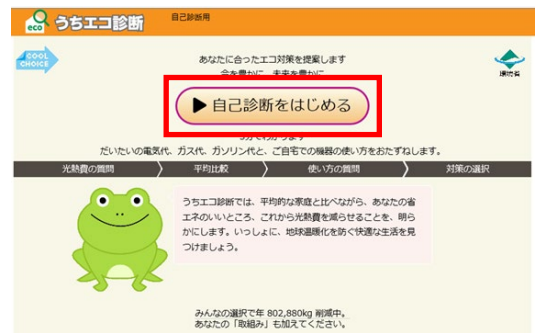 eco うちエコ診断 自己診断用
COOL CHOICE
あなたに合ったエコ対策を提案します
今を豊かに、未来を豊かに
環境省
▶ 自己診断をはじめる
だいたいの電気代、ガス代、ガソリン代と、ご自宅での機器の使い方をおたずねします。
光熱費の質問 〉 平均比較 〉 使い方の質問 〉 対策の選択
うちエコ診断では、平均的な家庭と比べながら、あなたの省
エネのいいところ、これから光熱費を減らせることを、明ら
かにします。いっしょに、地球温暖化を防ぐ快適な生活を見
つけましょう。
みんなの選択で年 802,880kg 削減中。
あなたの「取組み」も加えてください。